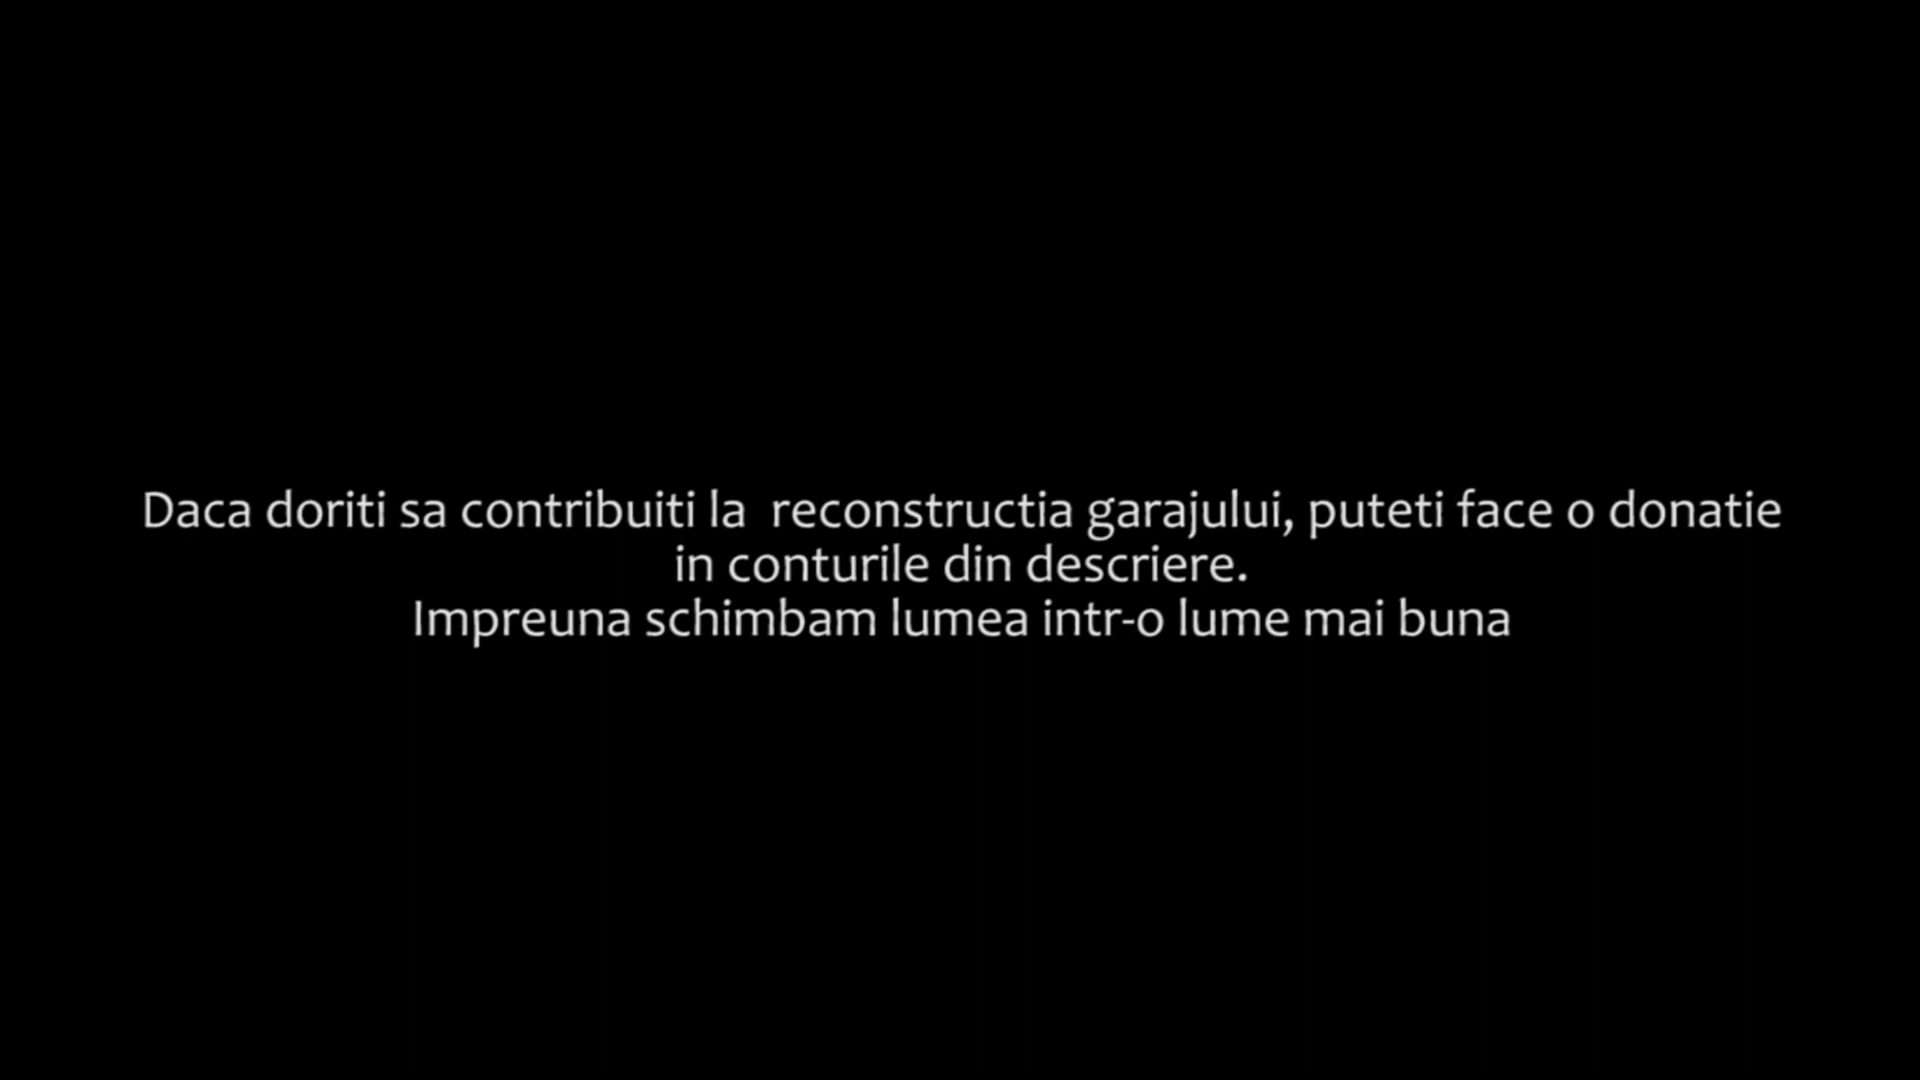 Daca doriti sa contribuiti la  reconstructia garajului, puteti face o donatie
in conturile din descriere.
Impreuna schimbam lumea intr-o lume mai buna